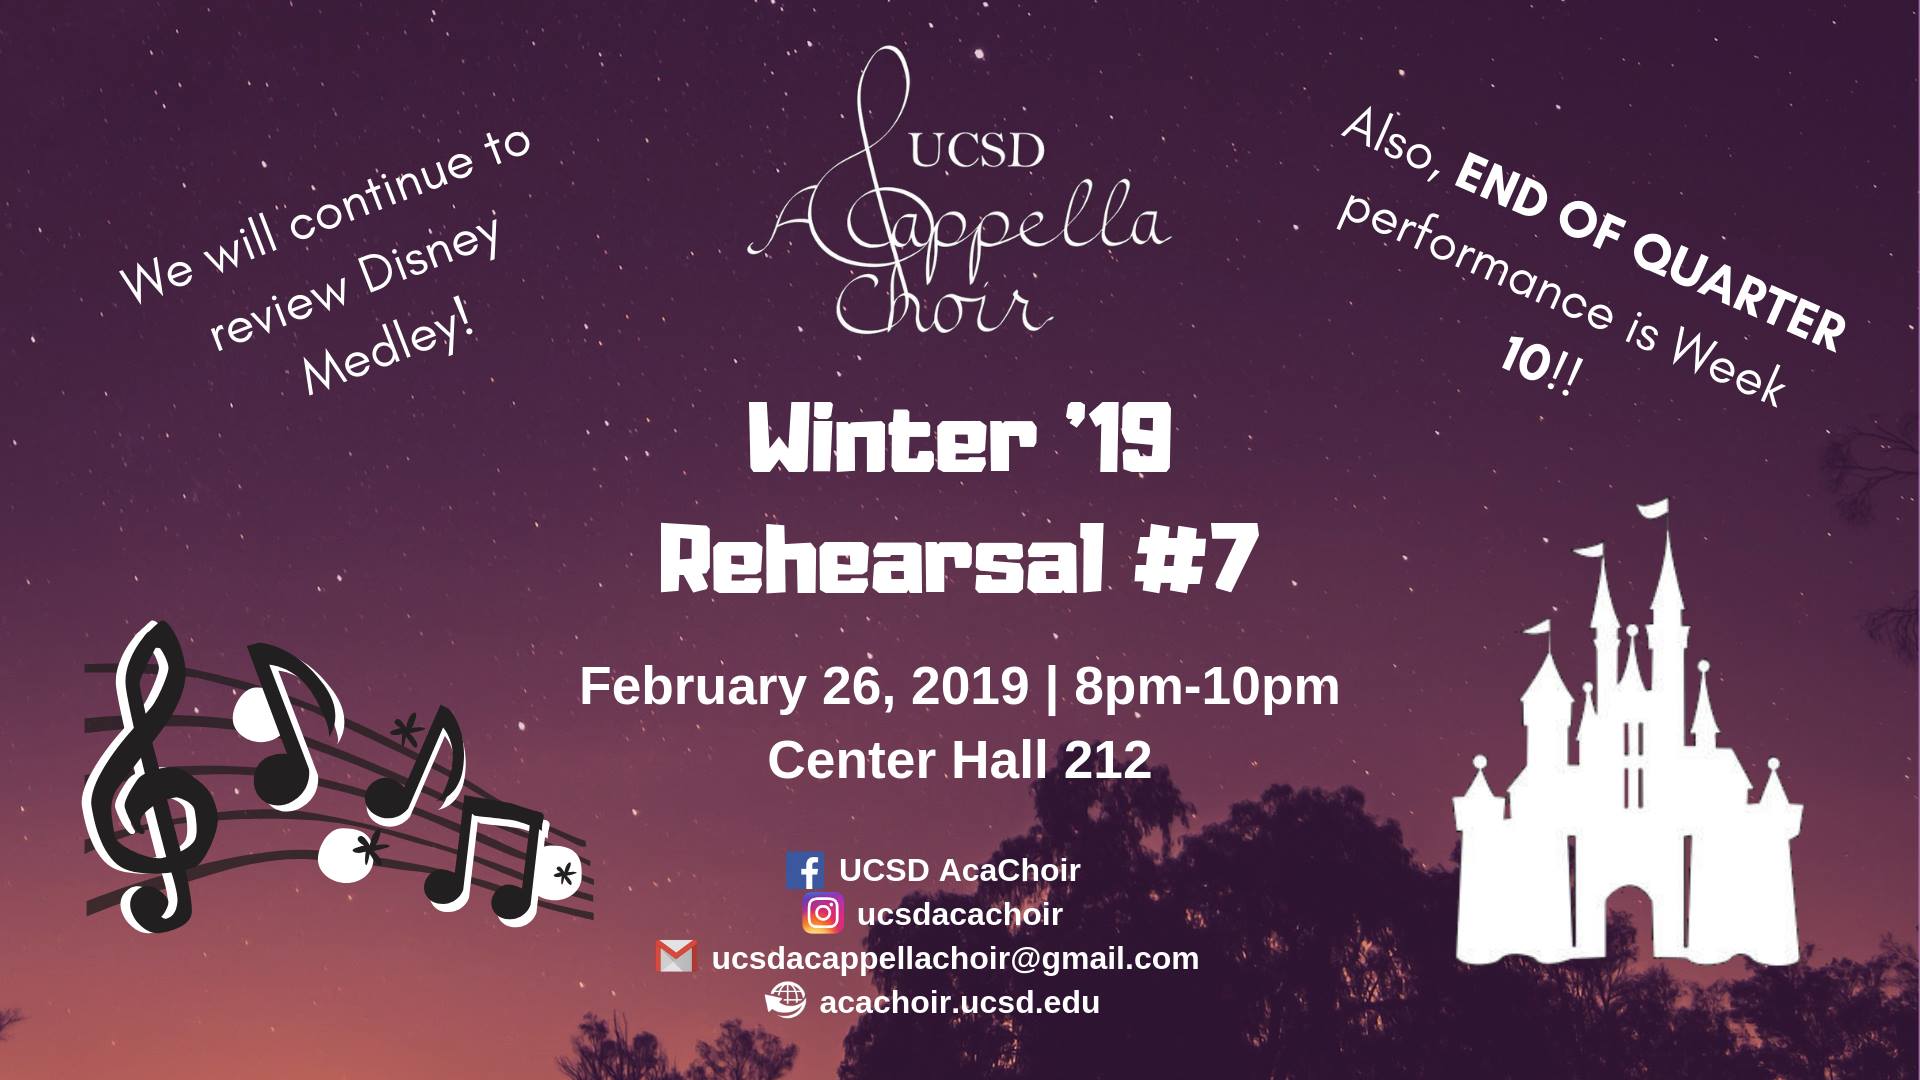 We will continue to
review Disney
Medley!
UCSD
A Cappella
Choir
Also, END OF QUARTER
performance is Week
10!!
Winter ’19
Rehearsal #7
February 26, 2019 | 8pm-10pm
Center Hall 212
UCSD AcaChoir
ucsdacachoir
ucsdacappellachoir@gmail.com
acachoir.ucsd.edu